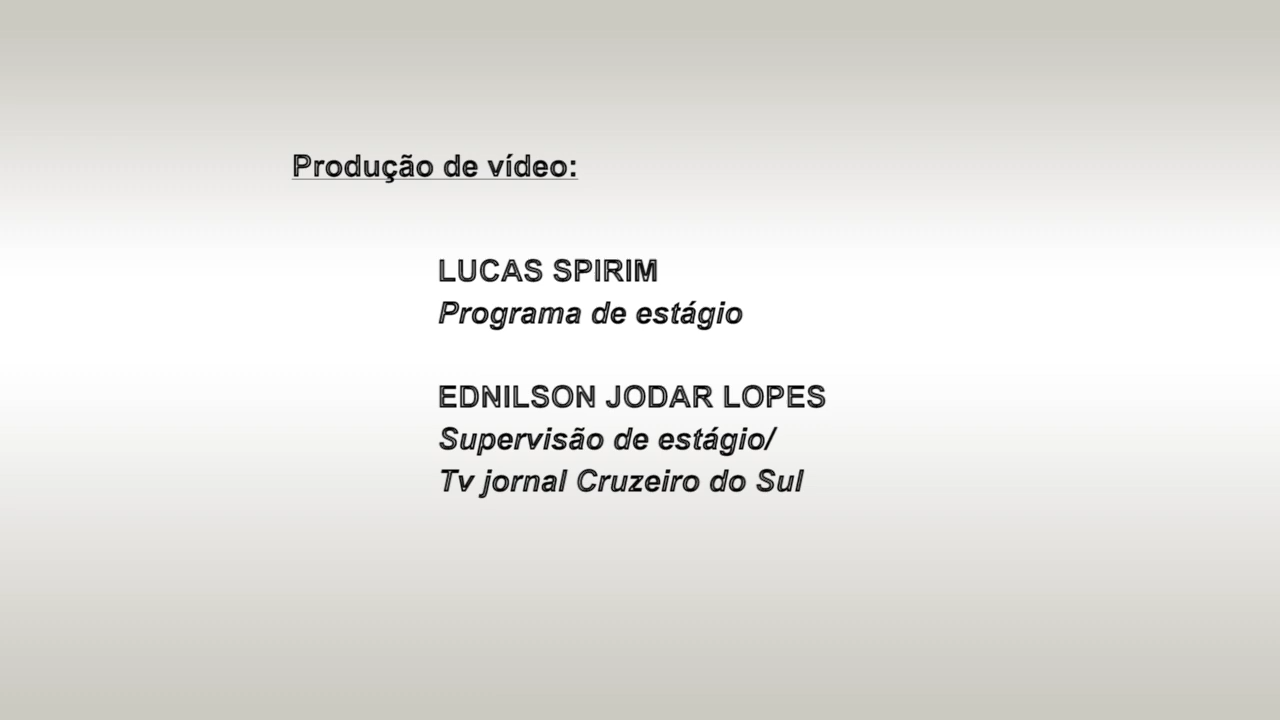 Produção de vídeo:
LUCAS SPIRIM
Programa de estágio
EDNILSON JODAR LOPES
Supervisão de estágio/
Tv jornal Cruzeiro do Sul